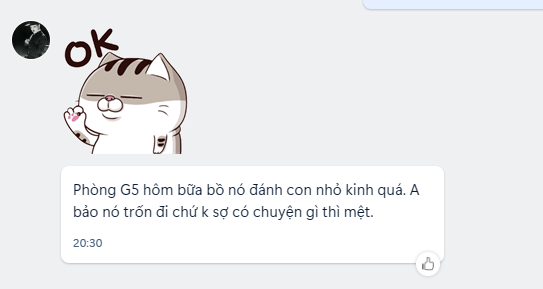 OK
Phòng G5 hôm bữa bồ nó đánh con nhỏ kinh quá. A
bảo nó trốn đi chứ k sợ có chuyện gì thì mệt.
20:30